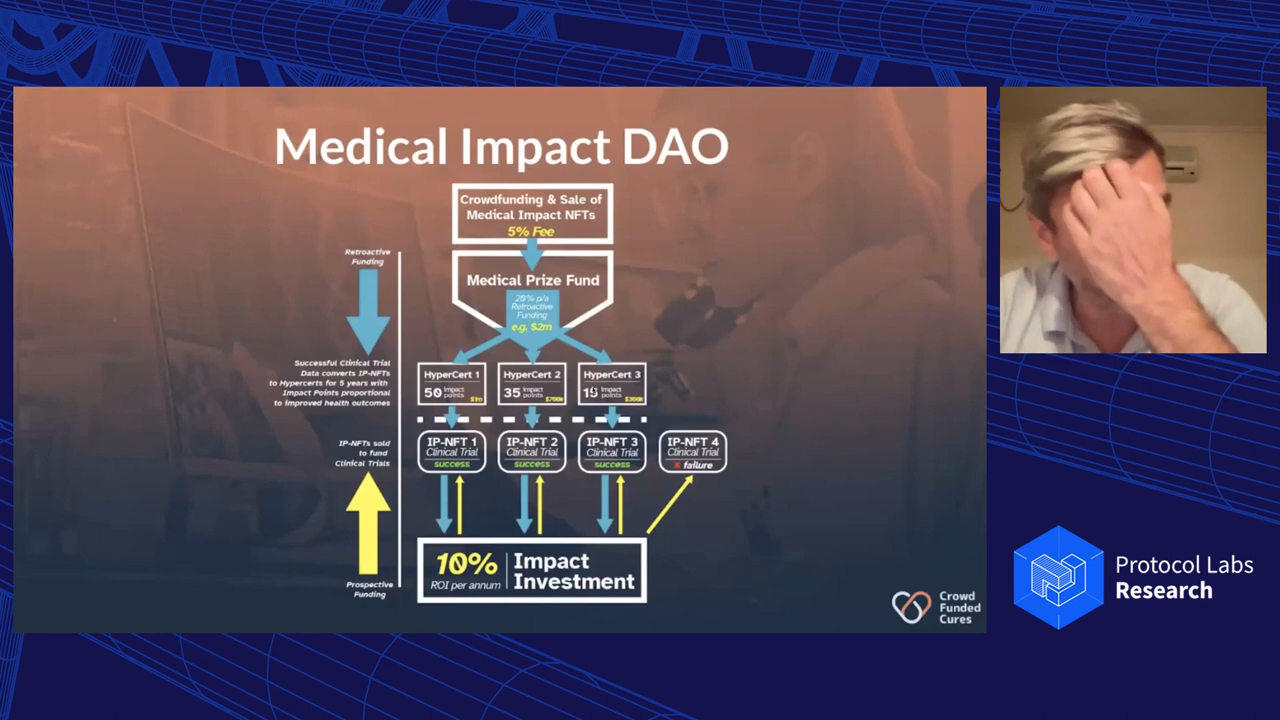 Medical Impact DAO
Crowdfunding & Sale of
Medical Impact NFTs
5% Fee
Medical Prize Fund
20% p/a
Retroactive
Funding
e.g. $2m
Retroactive
Funding
Successful Clinical Trial
Data converts IP-NFTs
to Hypercerts for 5 years with
Impact Points proportional
to improved health outcomes
IP-NFTs sold
to fund
Clinical Trials
Prospective
Funding
HyperCert 1
50 Impact points $1m
HyperCert 2
35 Impact points $700k
HyperCert 3
15 Impact points $300k
IP-NFT 1
Clinical Trial
success
IP-NFT 2
Clinical Trial
success
IP-NFT 3
Clinical Trial
success
IP-NFT 4
Clinical Trial
x failure
10%
ROI per annum
Impact
Investment
Crowd
Funded
Cures
Protocol Labs
Research